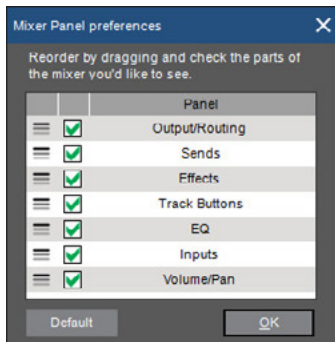 Mixer Panel preferences
Reorder by dragging and check the parts of
the mixer you'd like to see.
Panel
Output/Routing
Sends
Effects
Track Buttons
EQ
Inputs
Volume/Pan
Default
OK